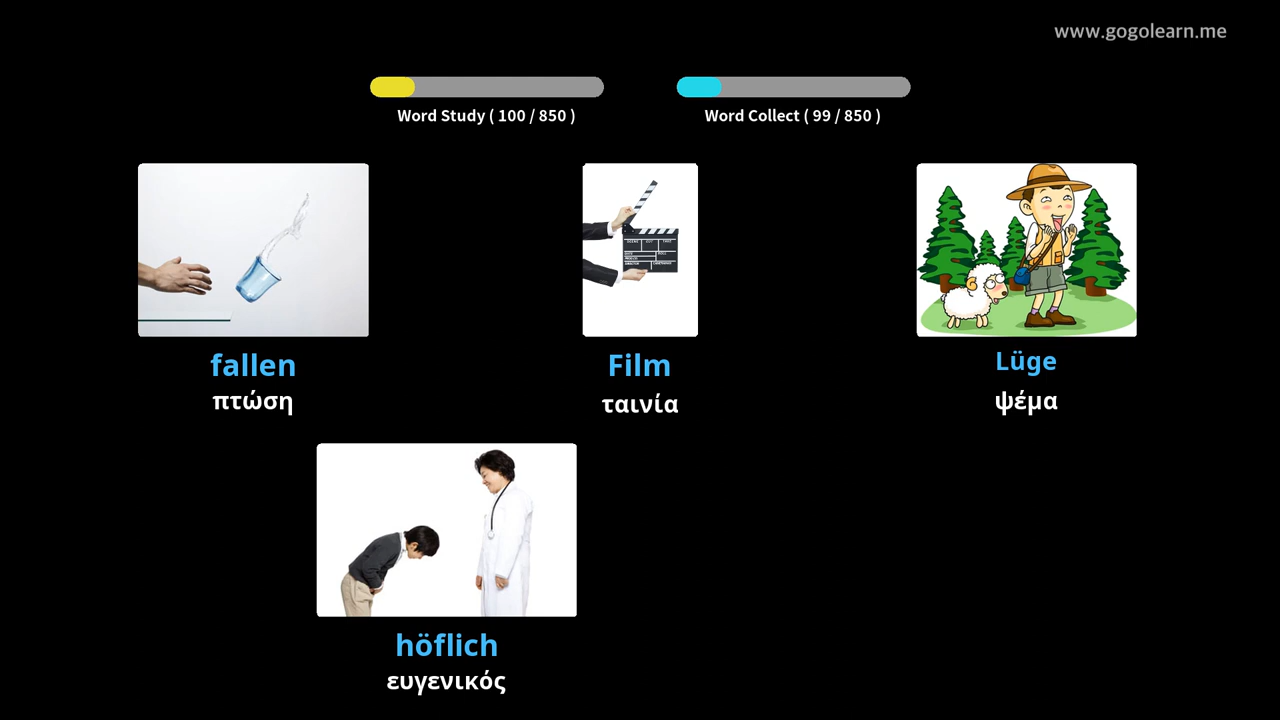 www.gogolearn.me
Word Study ( 100 / 850 )
Word Collect ( 99 / 850 )
fallen
πτώση
Film
ταινία
Lüge
ψέμα
höflich
ευγενικός